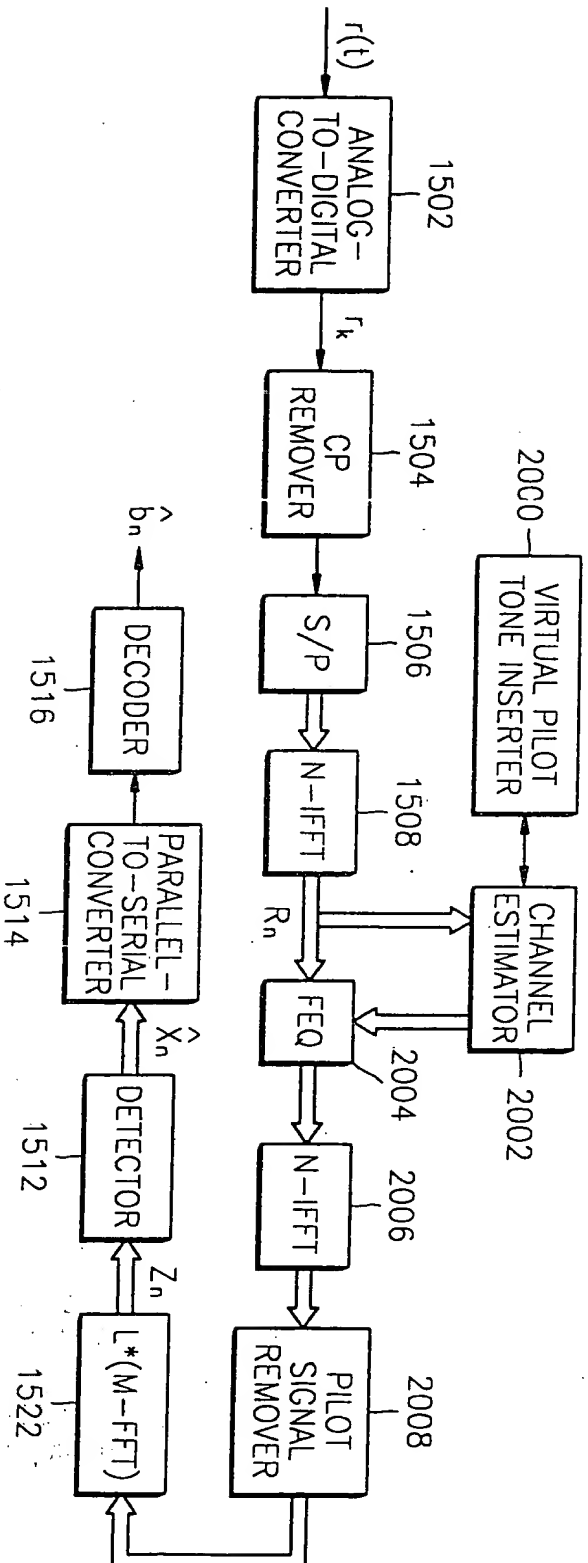 2000
VIRTUAL PILOT
TONE INSERTER
CHANNEL
ESTIMATOR
2002
r(t)
1502
ANALOG-
TO-DIGITAL
CONVERTER
r_k
1504
CP
REMOVER
1506
S/P
1508
N-IFFT
R_n
FEQ
2004
N-IFFT
2006
2008
PILOT
SIGNAL
REMOVER
b̂_n
DECODER
1516
PARALLEL-
TO-SERIAL
CONVERTER
1514
X̂_n
DETECTOR
1512
Z_n
L*(M-FFT)
1522